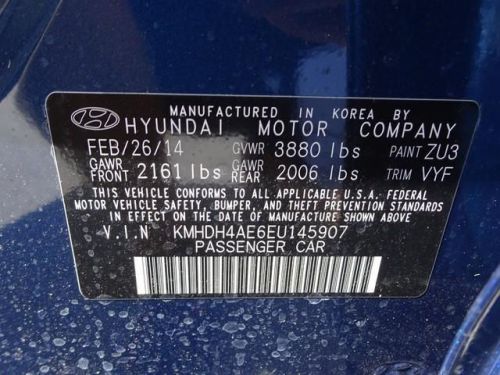 MANUFACTURED IN KOREA BY
HYUNDAI MOTOR COMPANY
FEB/26/14 GVWR 3880 lbs PAINT ZU3
GAWR FRONT 2161 lbs GAWR REAR 2006 lbs TRIM VYF
THIS VEHICLE CONFORMS TO ALL APPLICABLE U.S.A. FEDERAL
MOTOR VEHICLE SAFETY, BUMPER, AND THEFT PREVENTION STANDARDS
IN EFFECT ON THE DATE OF MANUFACTURE SHOWN ABOVE
V.I.N KMHDH4AE6EU145907
PASSENGER CAR